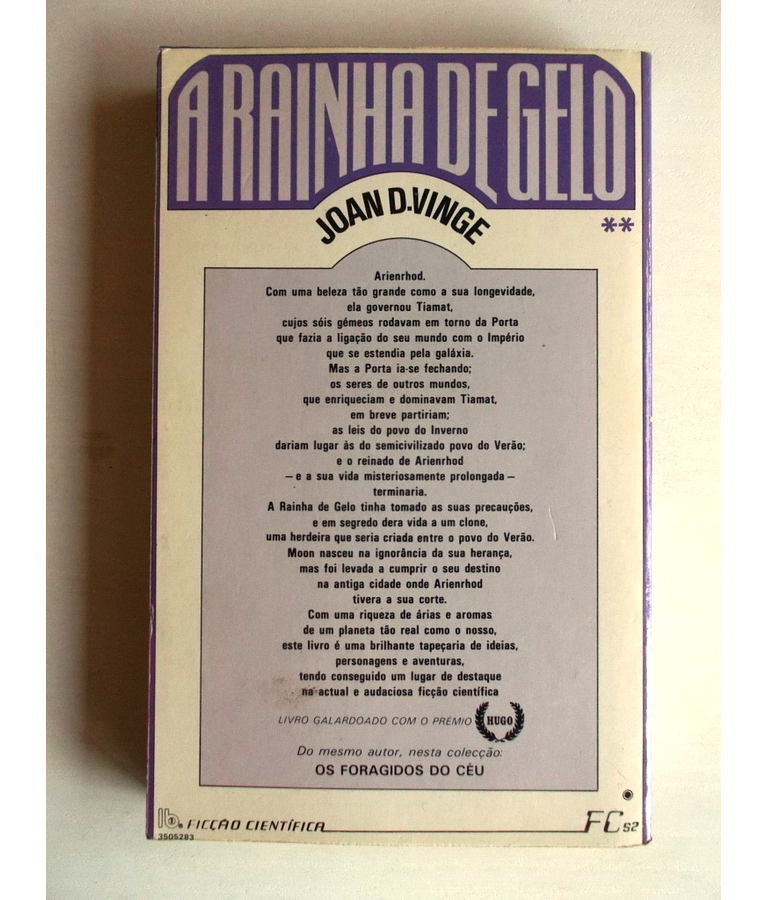 A RAINHA DE GELO
JOAN D. VINGE
**
Arienrhod.
Com uma beleza tão grande como a sua longevidade,
ela governou Tiamat,
cujos sóis gémeos rodavam em torno da Porta
que fazia a ligação do seu mundo com o Império
que se estendia pela galáxia.
Mas a Porta ia-se fechando;
os seres de outros mundos,
que enriqueciam e dominavam Tiamat,
em breve partiriam;
as leis do povo do Inverno
dariam lugar às do semicivilizado povo do Verão;
e o reinado de Arienrhod
—e a sua vida misteriosamente prolongada—
terminaria.
A Rainha de Gelo tinha tomado as suas precauções,
e em segredo dera vida a um clone,
uma herdeira que seria criada entre o povo do Verão.
Moon nasceu na ignorância da sua herança,
mas foi levada a cumprir o seu destino
na antiga cidade onde Arienrhod
tivera a sua corte.
Com uma riqueza de árias e aromas
de um planeta tão real como o nosso,
este livro é uma brilhante tapeçaria de ideias,
personagens e aventuras,
tendo conseguido um lugar de destaque
na actual e audaciosa ficção científica
LIVRO GALARDOADO COM O PRÉMIO HUGO
Do mesmo autor, nesta colecção:
OS FORAGIDOS DO CÉU
FICÇÃO CIENTÍFICA FC 52
3505283